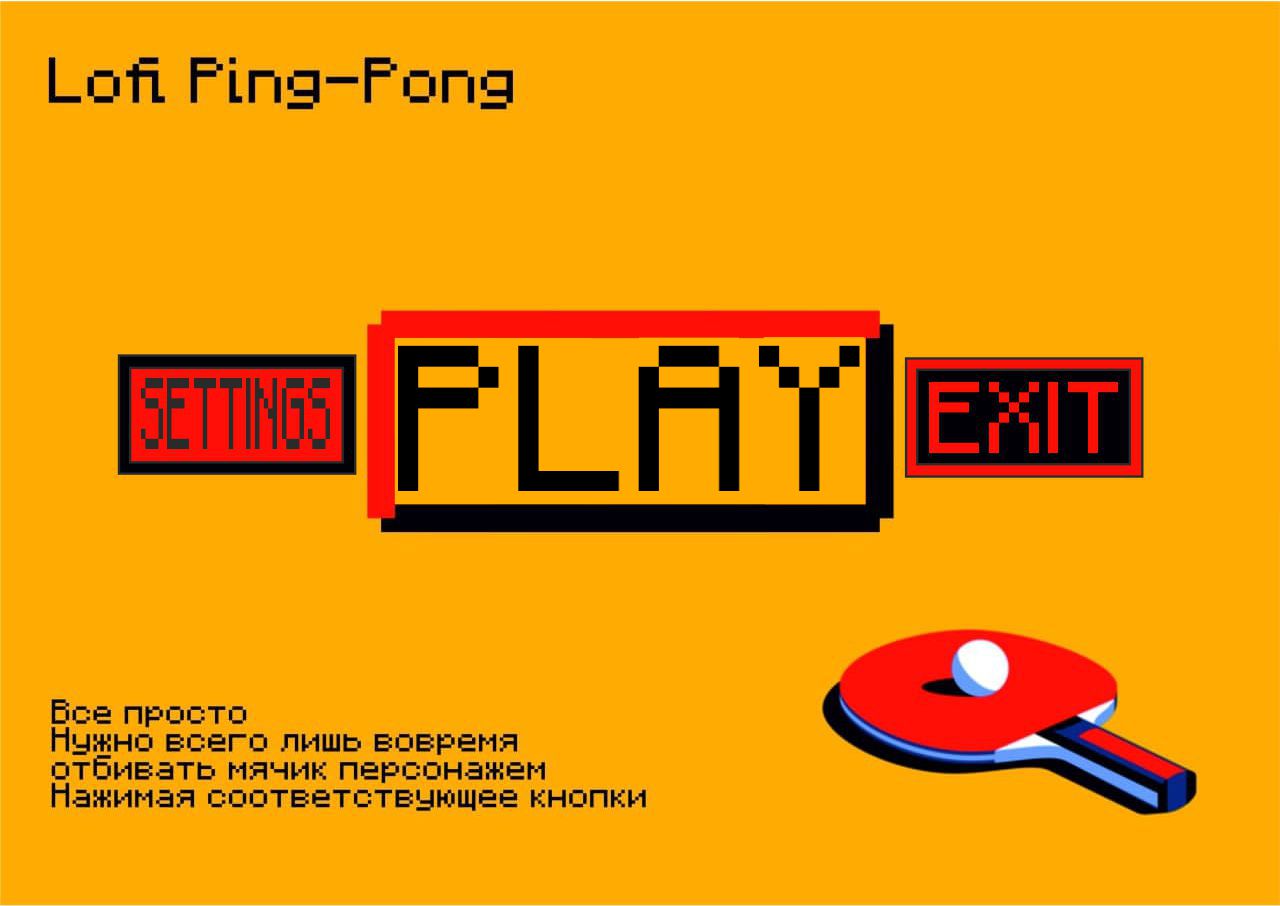 Lofi Ping-Pong
SETTINGS
PLAY
EXIT
Все просто
Нужно всего лишь вовремя
отбивать мячик персонажем
Нажимая соответствующее кнопки